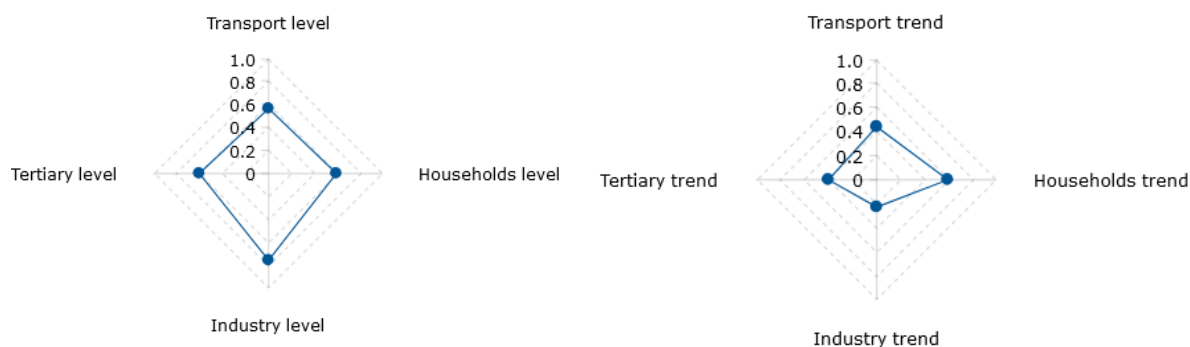 Transport level
1.0
0.8
0.6
0.4
0.2
0
Tertiary level
Households level
Industry level
Transport trend
1.0
0.8
0.6
0.4
0.2
0
Tertiary trend
Households trend
Industry trend